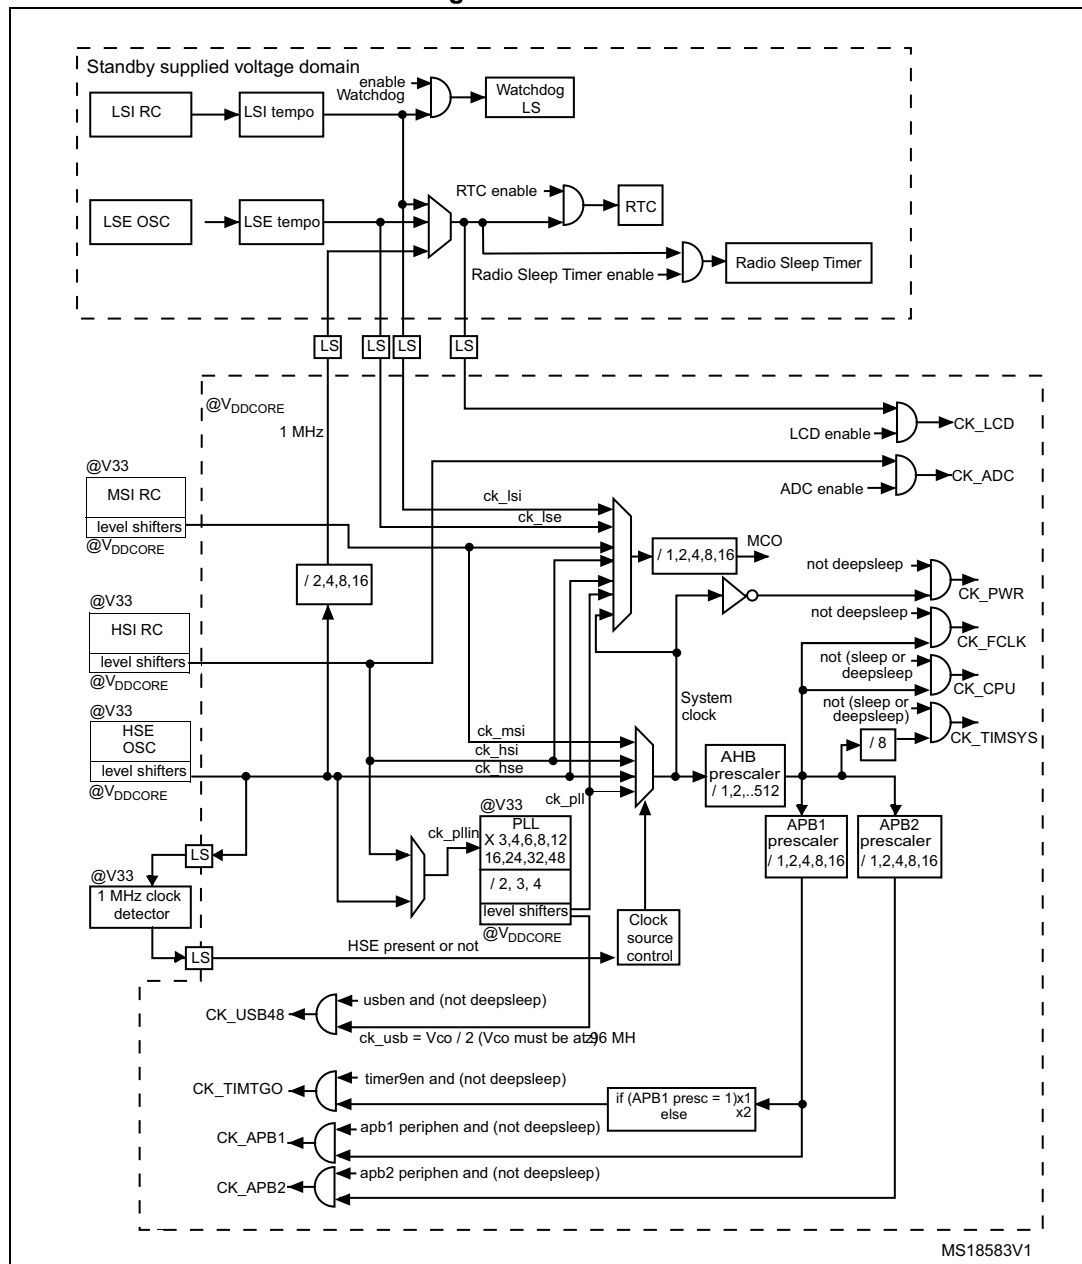 g
Standby supplied voltage domain
enable
Watchdog
Watchdog
LS
LSI RC
LSI tempo
RTC enable
RTC
LSE OSC
LSE tempo
Radio Sleep Timer enable
Radio Sleep Timer
LS
LS
LS
LS
@VDDCORE
1 MHz
LCD enable
CK_LCD
@V33
MSI RC
level shifters
@VDDCORE
ADC enable
CK_ADC
ck_lsi
ck_lse
/ 2,4,8,16
/ 1,2,4,8,16
MCO
not deepsleep
CK_PWR
@V33
HSI RC
level shifters
@VDDCORE
not deepsleep
CK_FCLK
not (sleep or
deepsleep
CK_CPU
System
clock
not (sleep or
deepsleep)
CK_TIMSYS
@V33
HSE
OSC
level shifters
@VDDCORE
ck_msi
ck_hsi
ck_hse
ck_pll
AHB
prescaler
/ 1,2,..512
/ 8
@V33
ck_pllin
PLL
X 3,4,6,8,12
16,24,32,48
/ 2, 3, 4
level shifters
@VDDCORE
APB1
prescaler
/ 1,2,4,8,16
APB2
prescaler
/ 1,2,4,8,16
LS
@V33
1 MHz clock
detector
LS
HSE present or not
Clock
source
control
CK_USB48
usben and (not deepsleep)
ck_usb = Vco / 2 (Vco must be at 96 MHz)
CK_TIMTGO
timer9en and (not deepsleep)
if (APB1 presc = 1)x1
else x2
CK_APB1
apb1 periphen and (not deepsleep)
CK_APB2
apb2 periphen and (not deepsleep)
MS18583V1